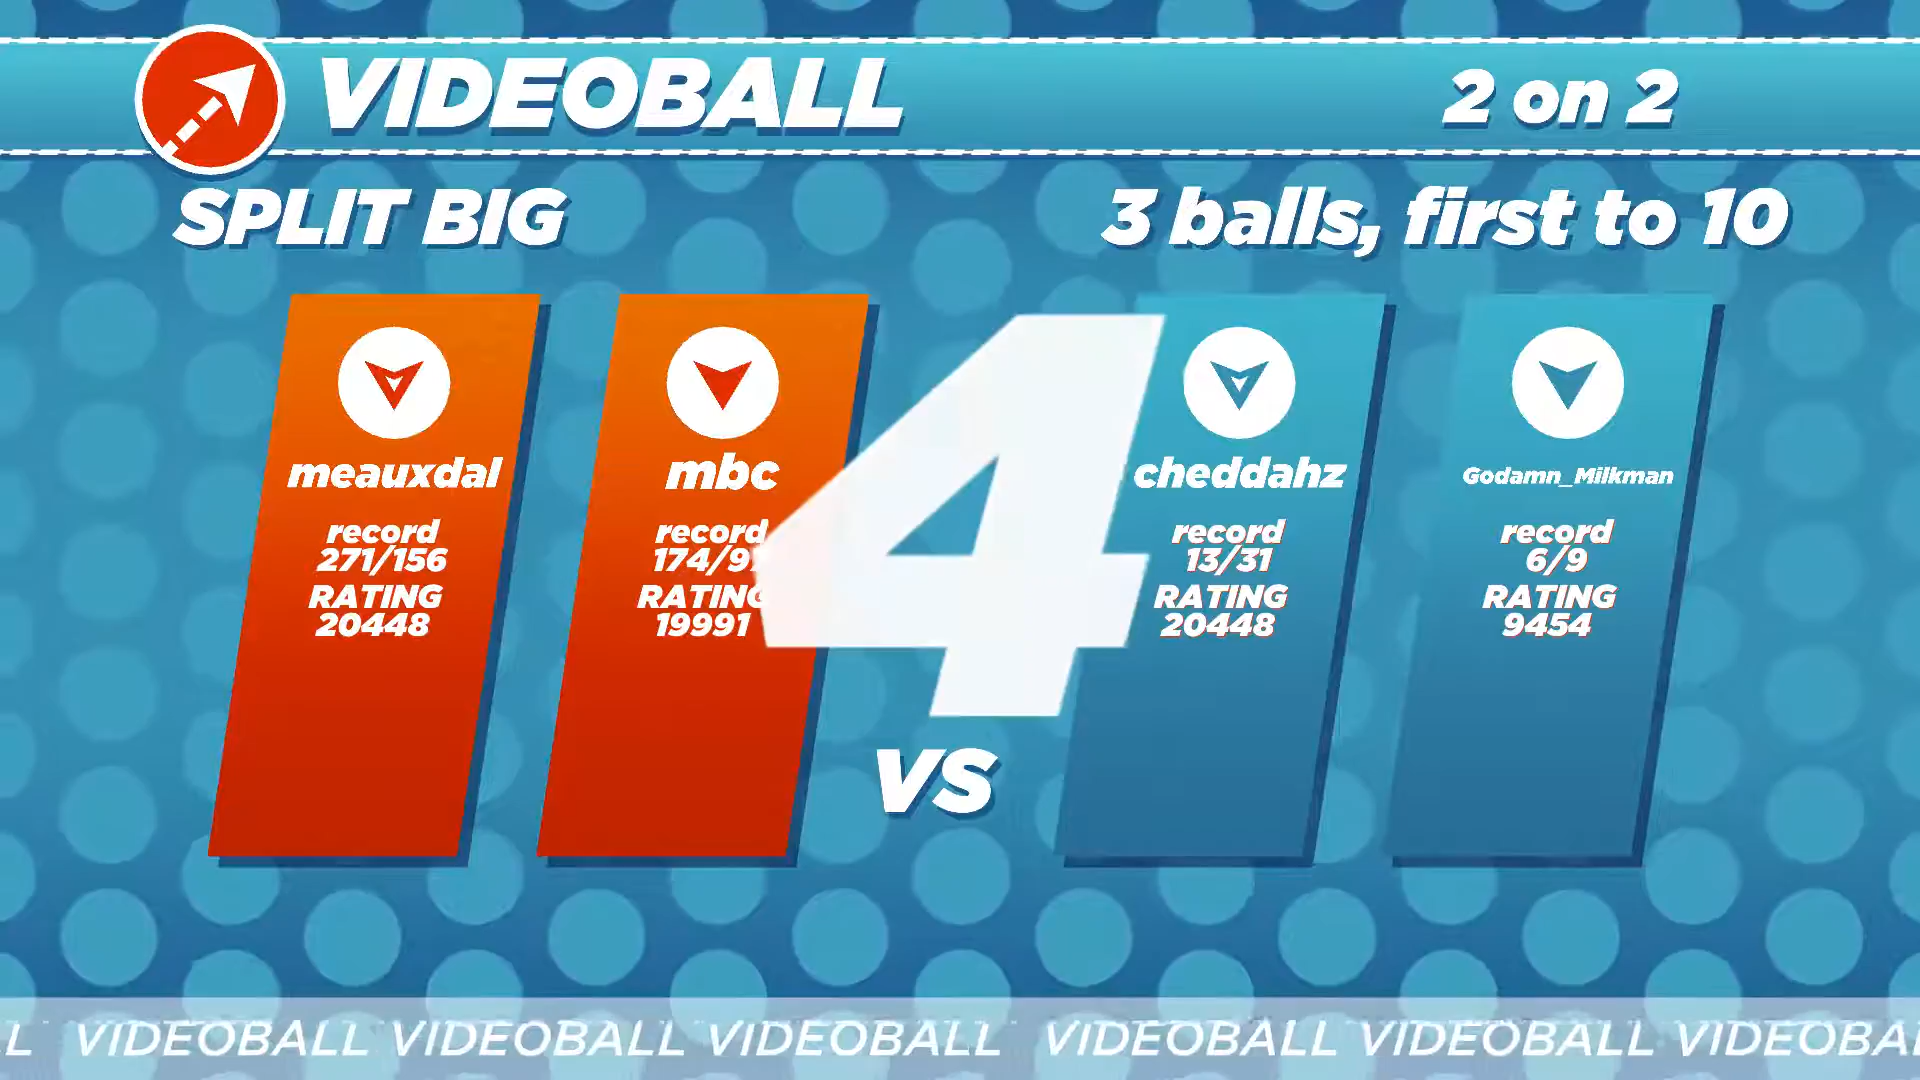 VIDEOBALL
2 on 2
SPLIT BIG
3 balls, first to 10
4
meauxdal
record
271/156
RATING
20448
mbc
record
RATING
19991
vs
cheddahz
record
13/31
RATING
20448
Godamn_Milkman
record
6/9
RATING
9454
VIDEOBALL VIDEOBALL VIDEOBALL VIDEOBALL VIDEOBALL